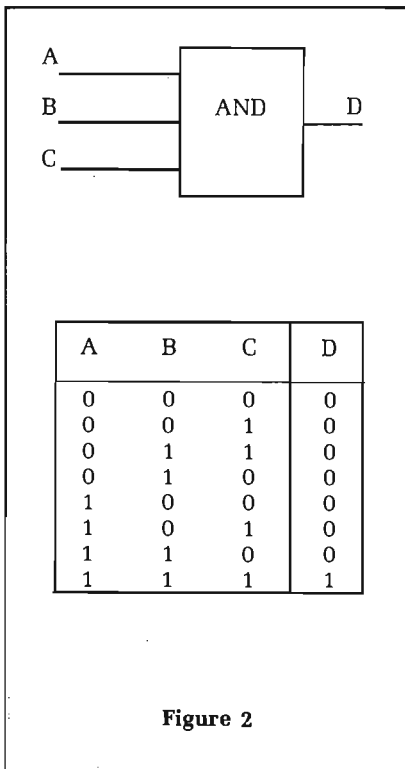 A
B AND D
C
A B C D
0 0 0 0
0 0 1 0
0 1 1 0
0 1 0 0
1 0 0 0
1 0 1 0
1 1 0 0
1 1 1 1
Figure 2